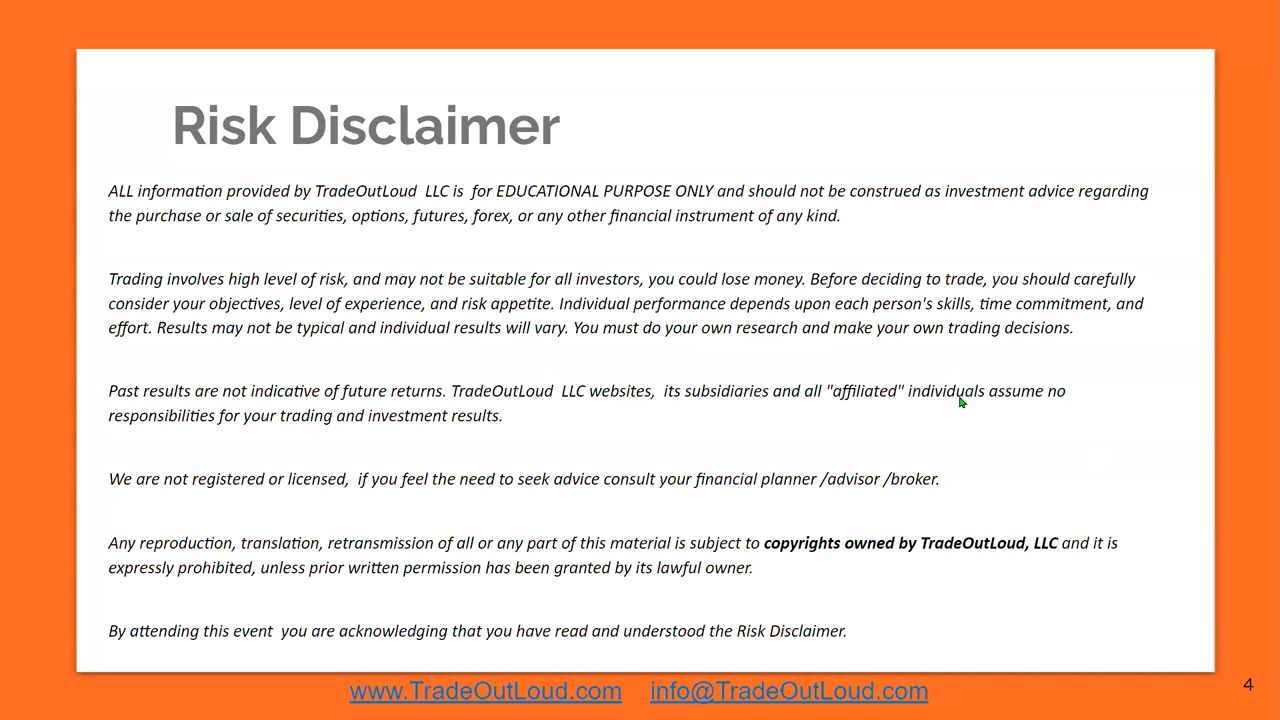 Risk Disclaimer
ALL information provided by TradeOutLoud  LLC is  for EDUCATIONAL PURPOSE ONLY and should not be construed as investment advice regarding
the purchase or sale of securities, options, futures, forex, or any other financial instrument of any kind.
Trading involves high level of risk, and may not be suitable for all investors, you could lose money. Before deciding to trade, you should carefully
consider your objectives, level of experience, and risk appetite. Individual performance depends upon each person's skills, time commitment, and
effort. Results may not be typical and individual results will vary. You must do your own research and make your own trading decisions.
Past results are not indicative of future returns. TradeOutLoud  LLC websites,  its subsidiaries and all "affiliated" individuals assume no
responsibilities for your trading and investment results.
We are not registered or licensed,  if you feel the need to seek advice consult your financial planner /advisor /broker.
Any reproduction, translation, retransmission of all or any part of this material is subject to copyrights owned by TradeOutLoud, LLC and it is
expressly prohibited, unless prior written permission has been granted by its lawful owner.
By attending this event  you are acknowledging that you have read and understood the Risk Disclaimer.
www.TradeOutLoud.com    info@TradeOutLoud.com
4